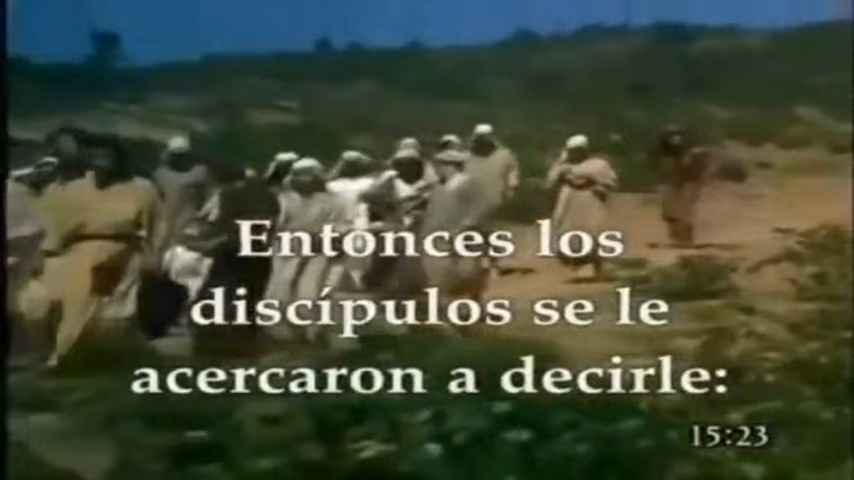 Entonces los
discípulos se le
acercaron a decirle:
15:23